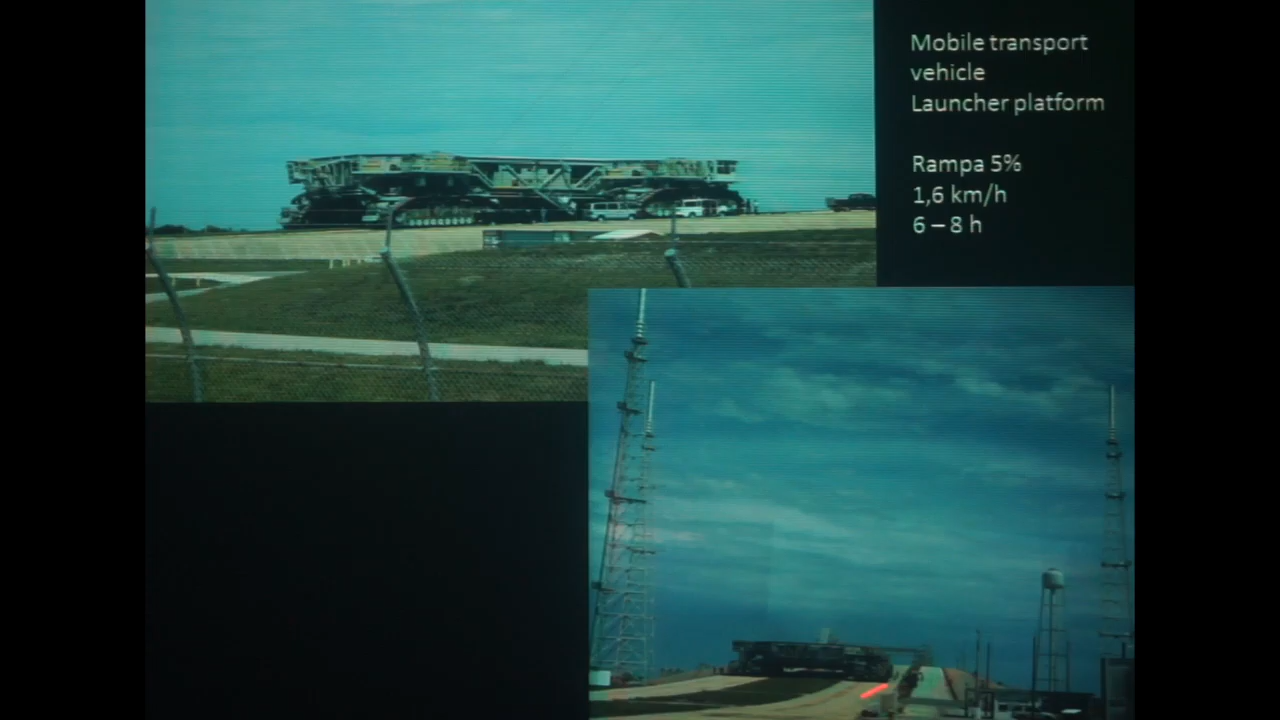 Mobile transport
vehicle
Launcher platform
Rampa 5%
1,6 km/h
6 – 8 h